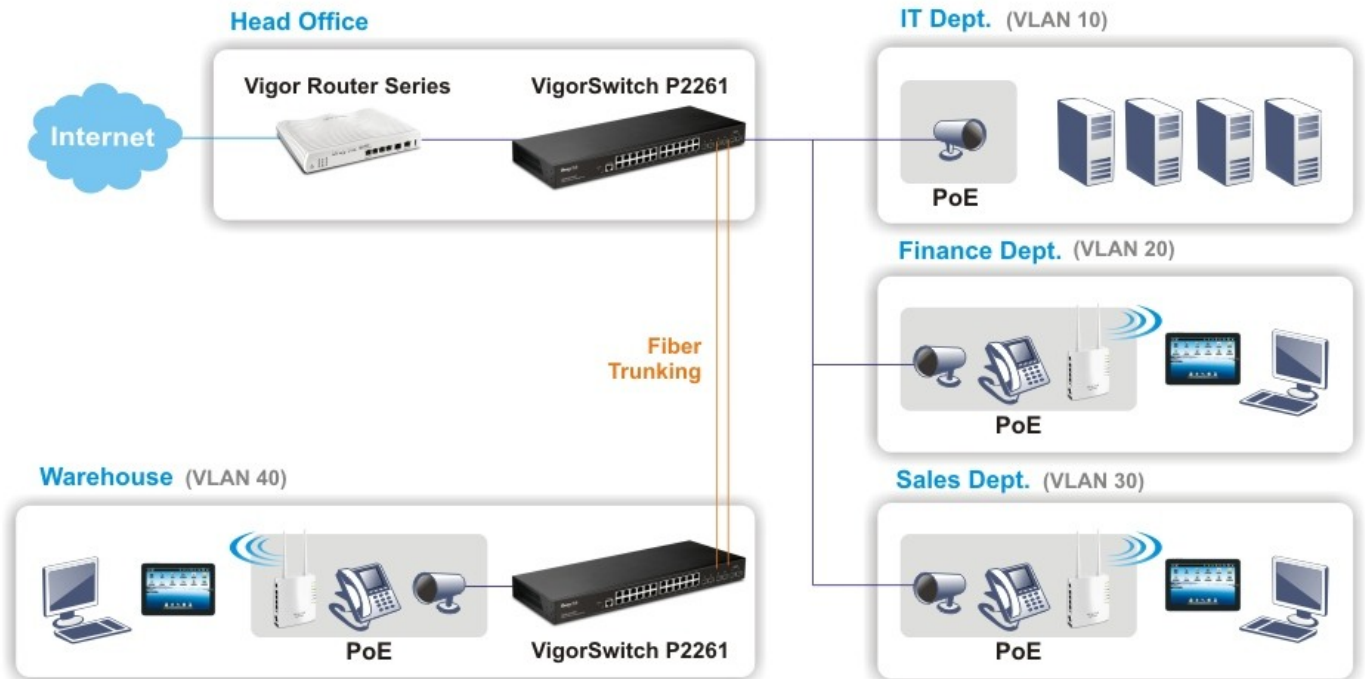 Head Office
Vigor Router Series
VigorSwitch P2261
Internet
IT Dept. (VLAN 10)
PoE
Finance Dept. (VLAN 20)
PoE
Fiber
Trunking
Warehouse (VLAN 40)
PoE
VigorSwitch P2261
Sales Dept. (VLAN 30)
PoE